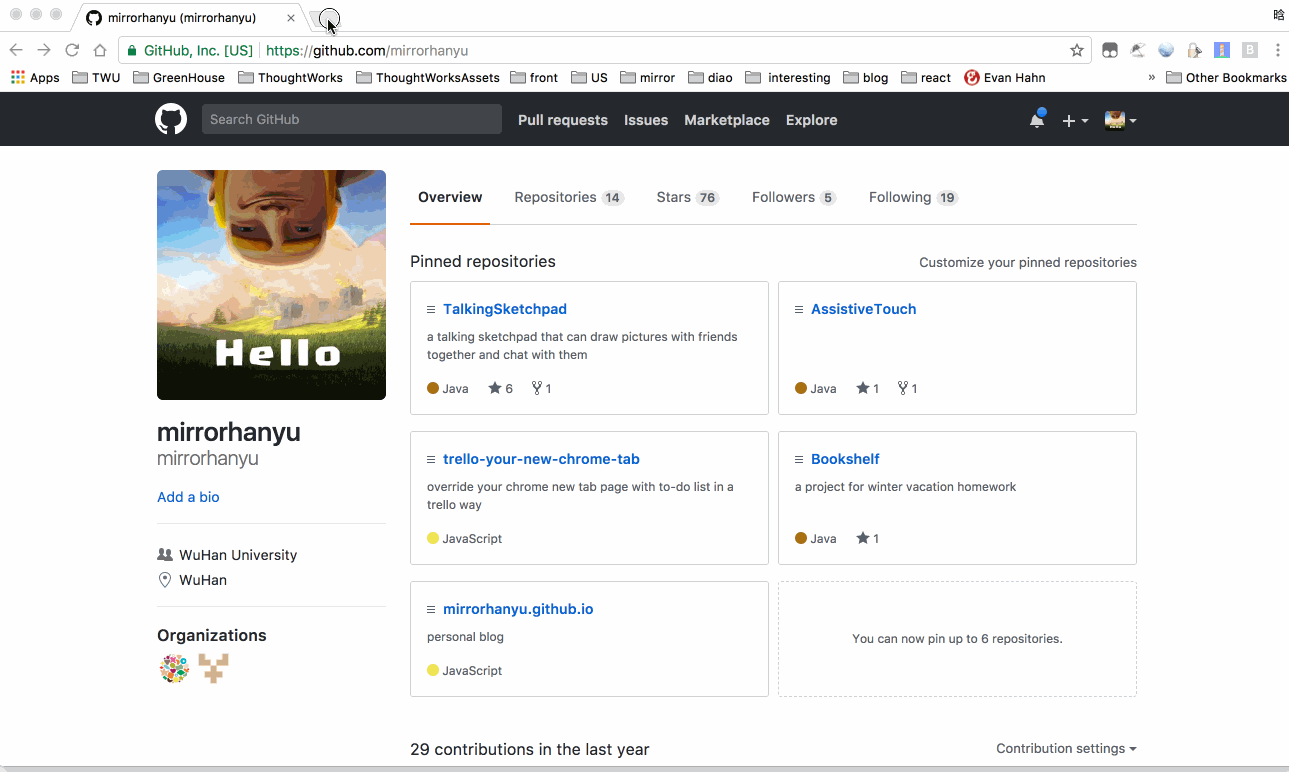 mirrorhanyu (mirrorhanyu)
晗
GitHub, Inc. [US] https://github.com/mirrorhanyu
Apps TWU GreenHouse ThoughtWorks ThoughtWorksAssets front US mirror diao interesting blog react Evan Hahn » Other Bookmarks
Search GitHub Pull requests Issues Marketplace Explore
Overview Repositories 14 Stars 76 Followers 5 Following 19
Hello
mirrorhanyu
mirrorhanyu
Add a bio
WuHan University
WuHan
Organizations
Pinned repositories
Customize your pinned repositories
TalkingSketchpad
a talking sketchpad that can draw pictures with friends
together and chat with them
Java 6 1
AssistiveTouch
Java 1 1
trello-your-new-chrome-tab
override your chrome new tab page with to-do list in a
trello way
JavaScript
Bookshelf
a project for winter vacation homework
Java 1
mirrorhanyu.github.io
personal blog
JavaScript
You can now pin up to 6 repositories.
29 contributions in the last year
Contribution settings